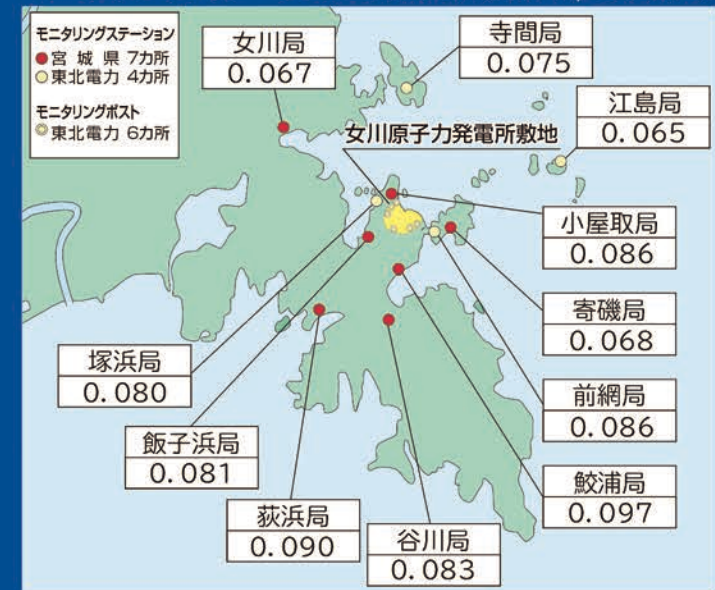 モニタリングステーション
宮城県 7カ所
東北電力 4カ所
モニタリングポスト
東北電力 6カ所
女川局
0.067
寺間局
0.075
江島局
0.065
女川原子力発電所敷地
小屋取局
0.086
寄磯局
0.068
前網局
0.086
鮫浦局
0.097
塚浜局
0.080
飯子浜局
0.081
荻浜局
0.090
谷川局
0.083